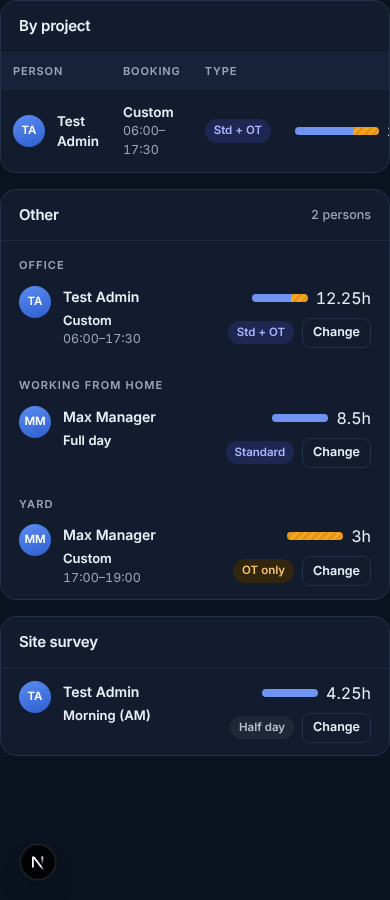 By project
PERSON BOOKING TYPE
TA Test Admin Custom 06:00–17:30 Std + OT
Other 2 persons
OFFICE
TA Test Admin 12.25h
Custom
06:00–17:30 Std + OT Change
WORKING FROM HOME
MM Max Manager 8.5h
Full day Standard Change
YARD
MM Max Manager 3h
Custom
17:00–19:00 OT only Change
Site survey
TA Test Admin 4.25h
Morning (AM) Half day Change
N